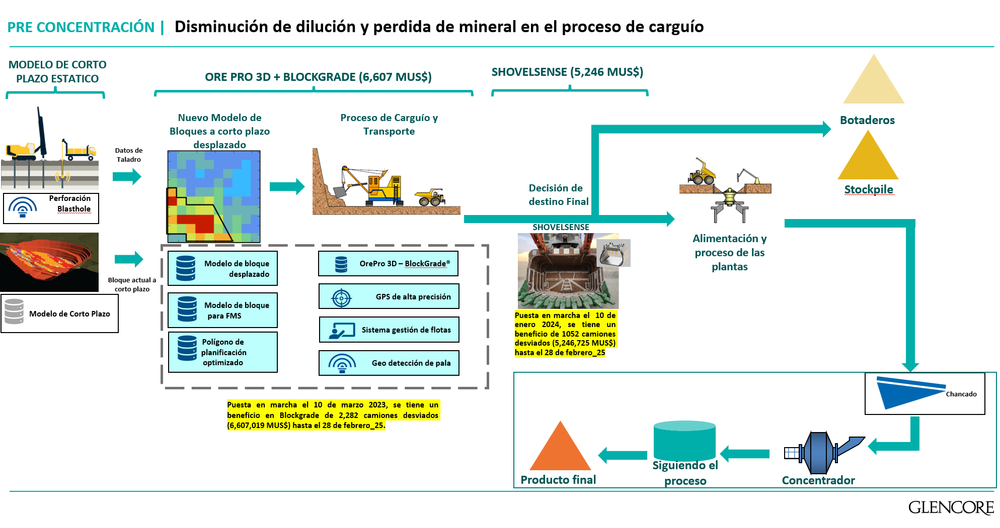 PRE CONCENTRACIÓN | Disminución de dilución y perdida de mineral en el proceso de carguío
MODELO DE CORTO
PLAZO ESTATICO
ORE PRO 3D + BLOCKGRADE (6,607 MUS$)
SHOVELSENSE (5,246 MUS$)
Datos de
Taladro
Perforación
Blasthole
Bloque actual a
corto plazo
Modelo de Corto Plazo
Nuevo Modelo de
Bloques a corto plazo
desplazado
Proceso de Carguío y
Transporte
Modelo de bloque
desplazado
Modelo de bloque
para FMS
Polígono de
planificación
optimizado
OrePro 3D – BlockGrade®
GPS de alta precisión
Sistema gestión de flotas
Geo detección de pala
Puesta en marcha el 10 de marzo 2023, se tiene un
beneficio en Blockgrade de 2,282 camiones desviados
(6,607,019 MUS$) hasta el 28 de febrero_25.
Decisión de
destino Final
SHOVELSENSE
Puesta en marcha el 10 de
enero 2024, se tiene un
beneficio de 1052 camiones
desviados (5,246,725 MUS$)
hasta el 28 de febrero_25
Botaderos
Stockpile
Alimentación y
proceso de las
plantas
Chancado
Concentrador
Siguiendo el
proceso
Producto final
GLENCORE